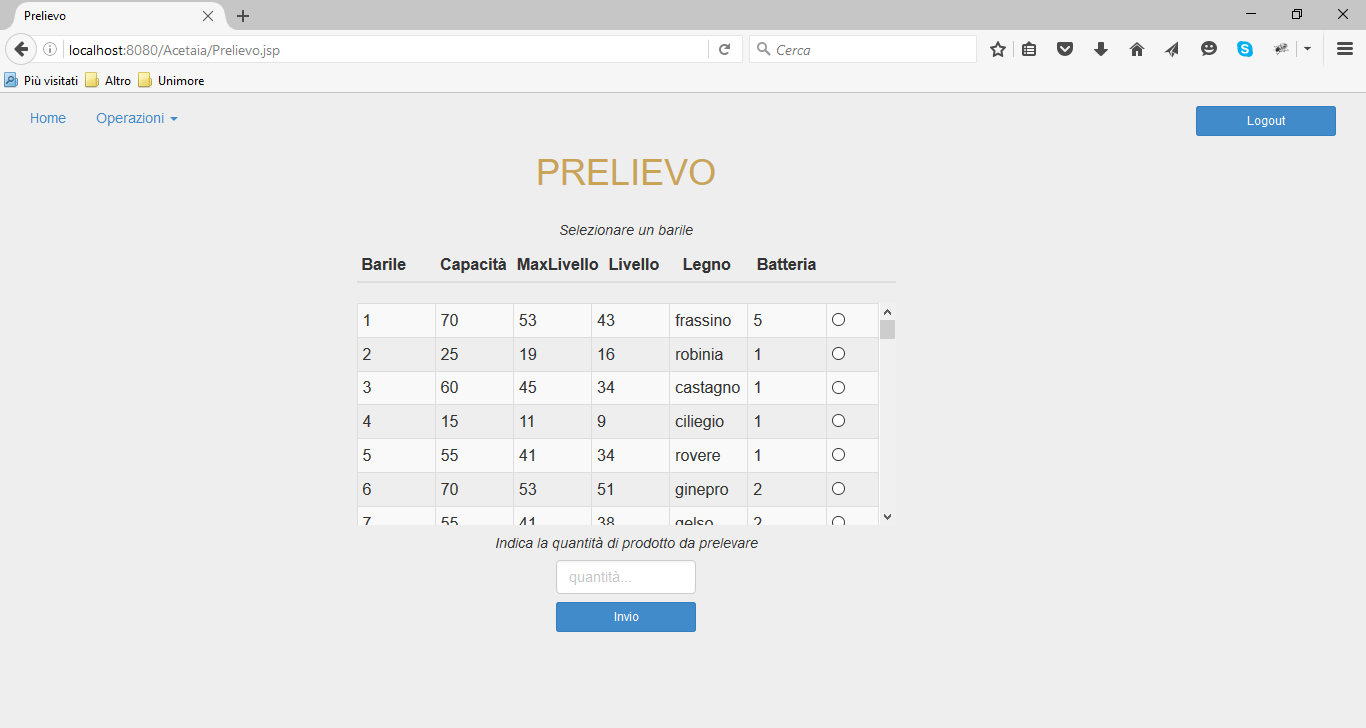 Prelievo
localhost:8080/Acetaia/Prelievo.jsp
Cerca
Più visitati Altro Unimore
Home Operazioni Logout
PRELIEVO
Selezionare un barile
Barile Capacità MaxLivello Livello Legno Batteria
1 70 53 43 frassino 5
2 25 19 16 robinia 1
3 60 45 34 castagno 1
4 15 11 9 ciliegio 1
5 55 41 34 rovere 1
6 70 53 51 ginepro 2
7 55 41 38 gelso 2
Indica la quantità di prodotto da prelevare
quantità...
Invio